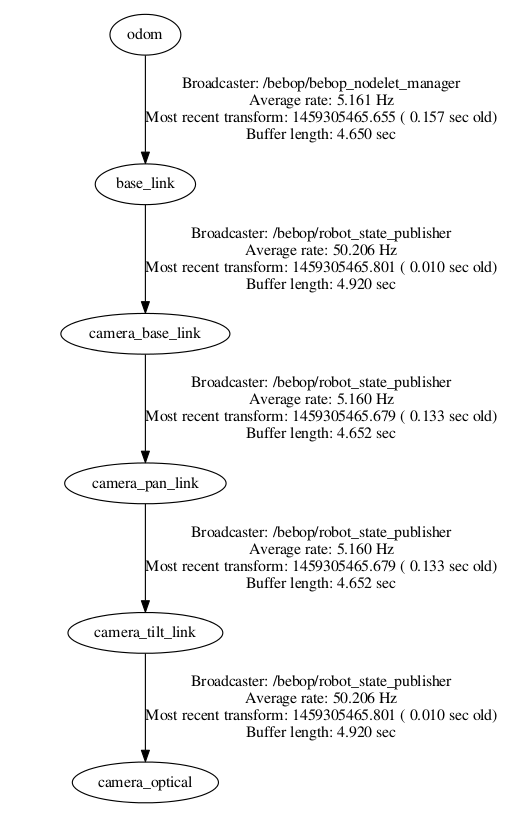 odom
Broadcaster: /bebop/bebop_nodelet_manager
Average rate: 5.161 Hz
Most recent transform: 1459305465.655 ( 0.157 sec old)
Buffer length: 4.650 sec
base_link
Broadcaster: /bebop/robot_state_publisher
Average rate: 50.206 Hz
Most recent transform: 1459305465.801 ( 0.010 sec old)
Buffer length: 4.920 sec
camera_base_link
Broadcaster: /bebop/robot_state_publisher
Average rate: 5.160 Hz
Most recent transform: 1459305465.679 ( 0.133 sec old)
Buffer length: 4.652 sec
camera_pan_link
Broadcaster: /bebop/robot_state_publisher
Average rate: 5.160 Hz
Most recent transform: 1459305465.679 ( 0.133 sec old)
Buffer length: 4.652 sec
camera_tilt_link
Broadcaster: /bebop/robot_state_publisher
Average rate: 50.206 Hz
Most recent transform: 1459305465.801 ( 0.010 sec old)
Buffer length: 4.920 sec
camera_optical